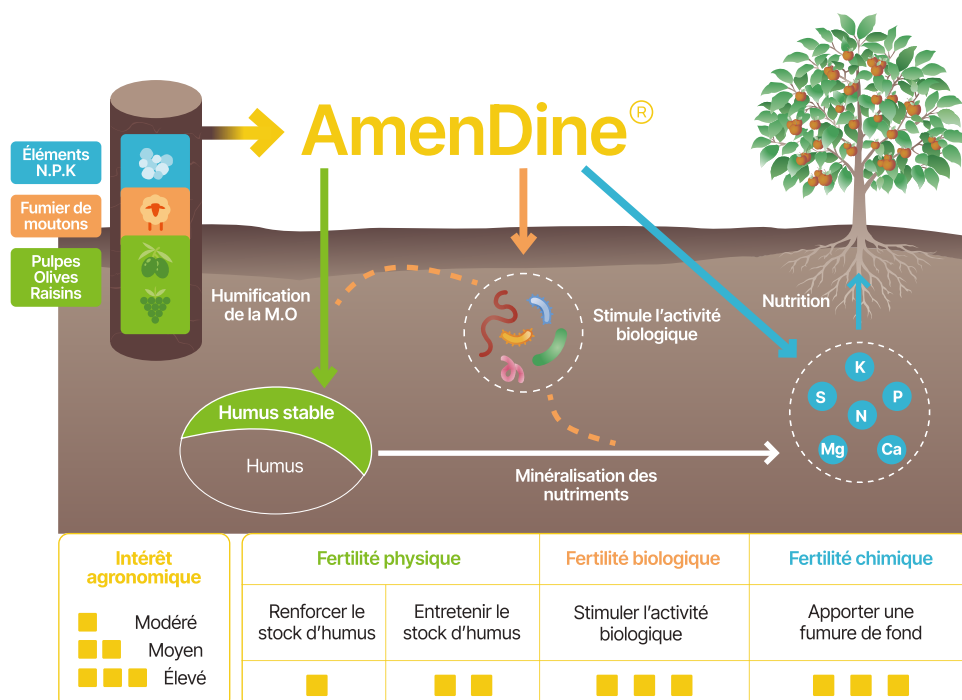 AmenDine®
Éléments
N.P.K
Fumier de
moutons
Pulpes
Olives
Raisins
Humification
de la M.O
Stimule l'activité
biologique
Nutrition
K
S
P
N
Mg
Ca
Humus stable
Humus
Minéralisation des
nutriments
Intérêt
agronomique
Modéré
Moyen
Élevé
Fertilité physique
Fertilité biologique
Fertilité chimique
Renforcer le
stock d'humus
Entretenir le
stock d'humus
Stimuler l'activité
biologique
Apporter une
fumure de fond